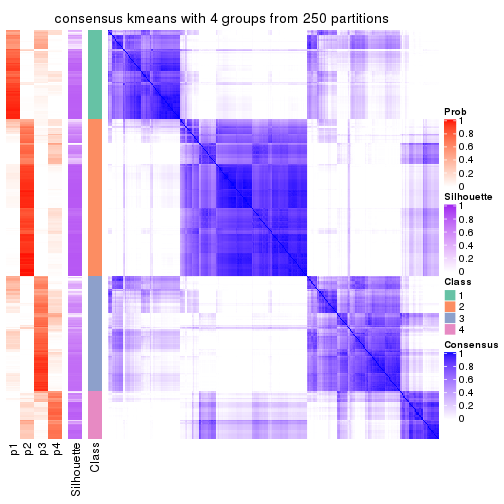 consensus kmeans with 4 groups from 250 partitions
Prob
1
0.8
0.6
0.4
0.2
0
Silhouette
1
0.8
0.6
0.4
0.2
0
Class
1
2
3
4
Consensus
1
0.8
0.6
0.4
0.2
0
p1
p2
p3
p4
Silhouette
Class